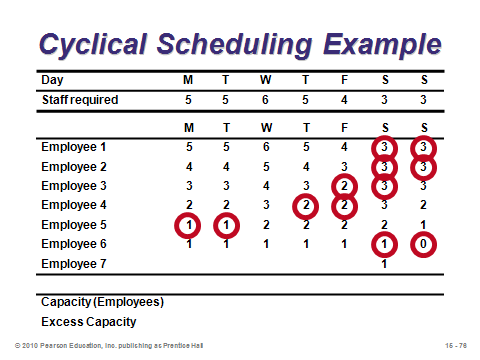 Cyclical Scheduling Example
Day M T W T F S S
Staff required 5 5 6 5 4 3 3
M T W T F S S
Employee 1 5 5 6 5 4 3 3
Employee 2 4 4 5 4 3 3 3
Employee 3 3 3 4 3 2 3 3
Employee 4 2 2 3 2 2 3 2
Employee 5 1 1 2 2 2 2 1
Employee 6 1 1 1 1 1 1 0
Employee 7 1
Capacity (Employees)
Excess Capacity
© 2010 Pearson Education, Inc. publishing as Prentice Hall 15 - 76